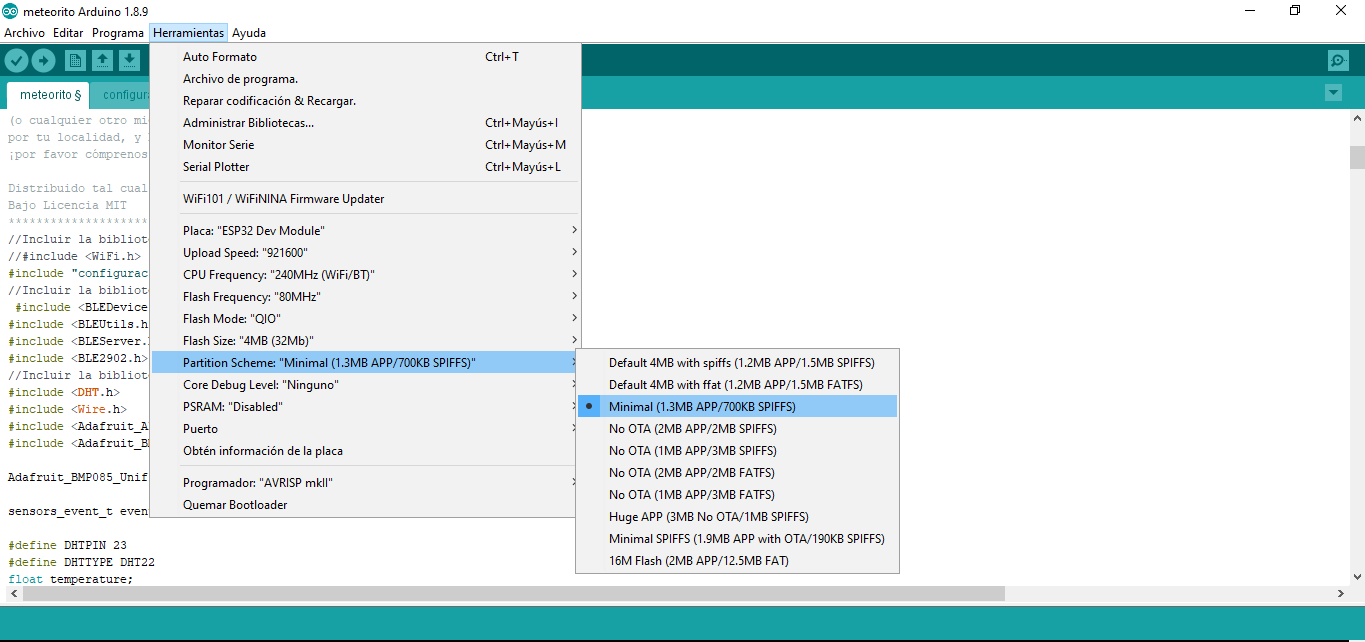 meteorito Arduino 1.8.9
Archivo Editar Programa Herramientas Ayuda
meteorito §
configura
(o cualquier otro mi
por tu localidad, y
¡por favor cómprenos
Distribuido tal cual
Bajo Licencia MIT
*********************
//Incluir la bibliot
//#include <WiFi.h>
#include "configurac
//Incluir la bibliot
#include <BLEDevice
#include <BLEUtils.h
#include <BLEServer.
#include <BLE2902.h>
//Incluir la bibliot
#include <DHT.h>
#include <Wire.h>
#include <Adafruit_A
#include <Adafruit_B
Adafruit_BMP085_Unif
sensors_event_t even
#define DHTPIN 23
#define DHTTYPE DHT22
float temperature;
Auto Formato Ctrl+T
Archivo de programa.
Reparar codificación & Recargar.
Administrar Bibliotecas... Ctrl+Mayús+I
Monitor Serie Ctrl+Mayús+M
Serial Plotter Ctrl+Mayús+L
WiFi101 / WiFiNINA Firmware Updater
Placa: "ESP32 Dev Module"
Upload Speed: "921600"
CPU Frequency: "240MHz (WiFi/BT)"
Flash Frequency: "80MHz"
Flash Mode: "QIO"
Flash Size: "4MB (32Mb)"
Partition Scheme: "Minimal (1.3MB APP/700KB SPIFFS)"
Core Debug Level: "Ninguno"
PSRAM: "Disabled"
Puerto
Obtén información de la placa
Programador: "AVRISP mkII"
Quemar Bootloader
Default 4MB with spiffs (1.2MB APP/1.5MB SPIFFS)
Default 4MB with ffat (1.2MB APP/1.5MB FATFS)
Minimal (1.3MB APP/700KB SPIFFS)
No OTA (2MB APP/2MB SPIFFS)
No OTA (1MB APP/3MB SPIFFS)
No OTA (2MB APP/2MB FATFS)
No OTA (1MB APP/3MB FATFS)
Huge APP (3MB No OTA/1MB SPIFFS)
Minimal SPIFFS (1.9MB APP with OTA/190KB SPIFFS)
16M Flash (2MB APP/12.5MB FAT)